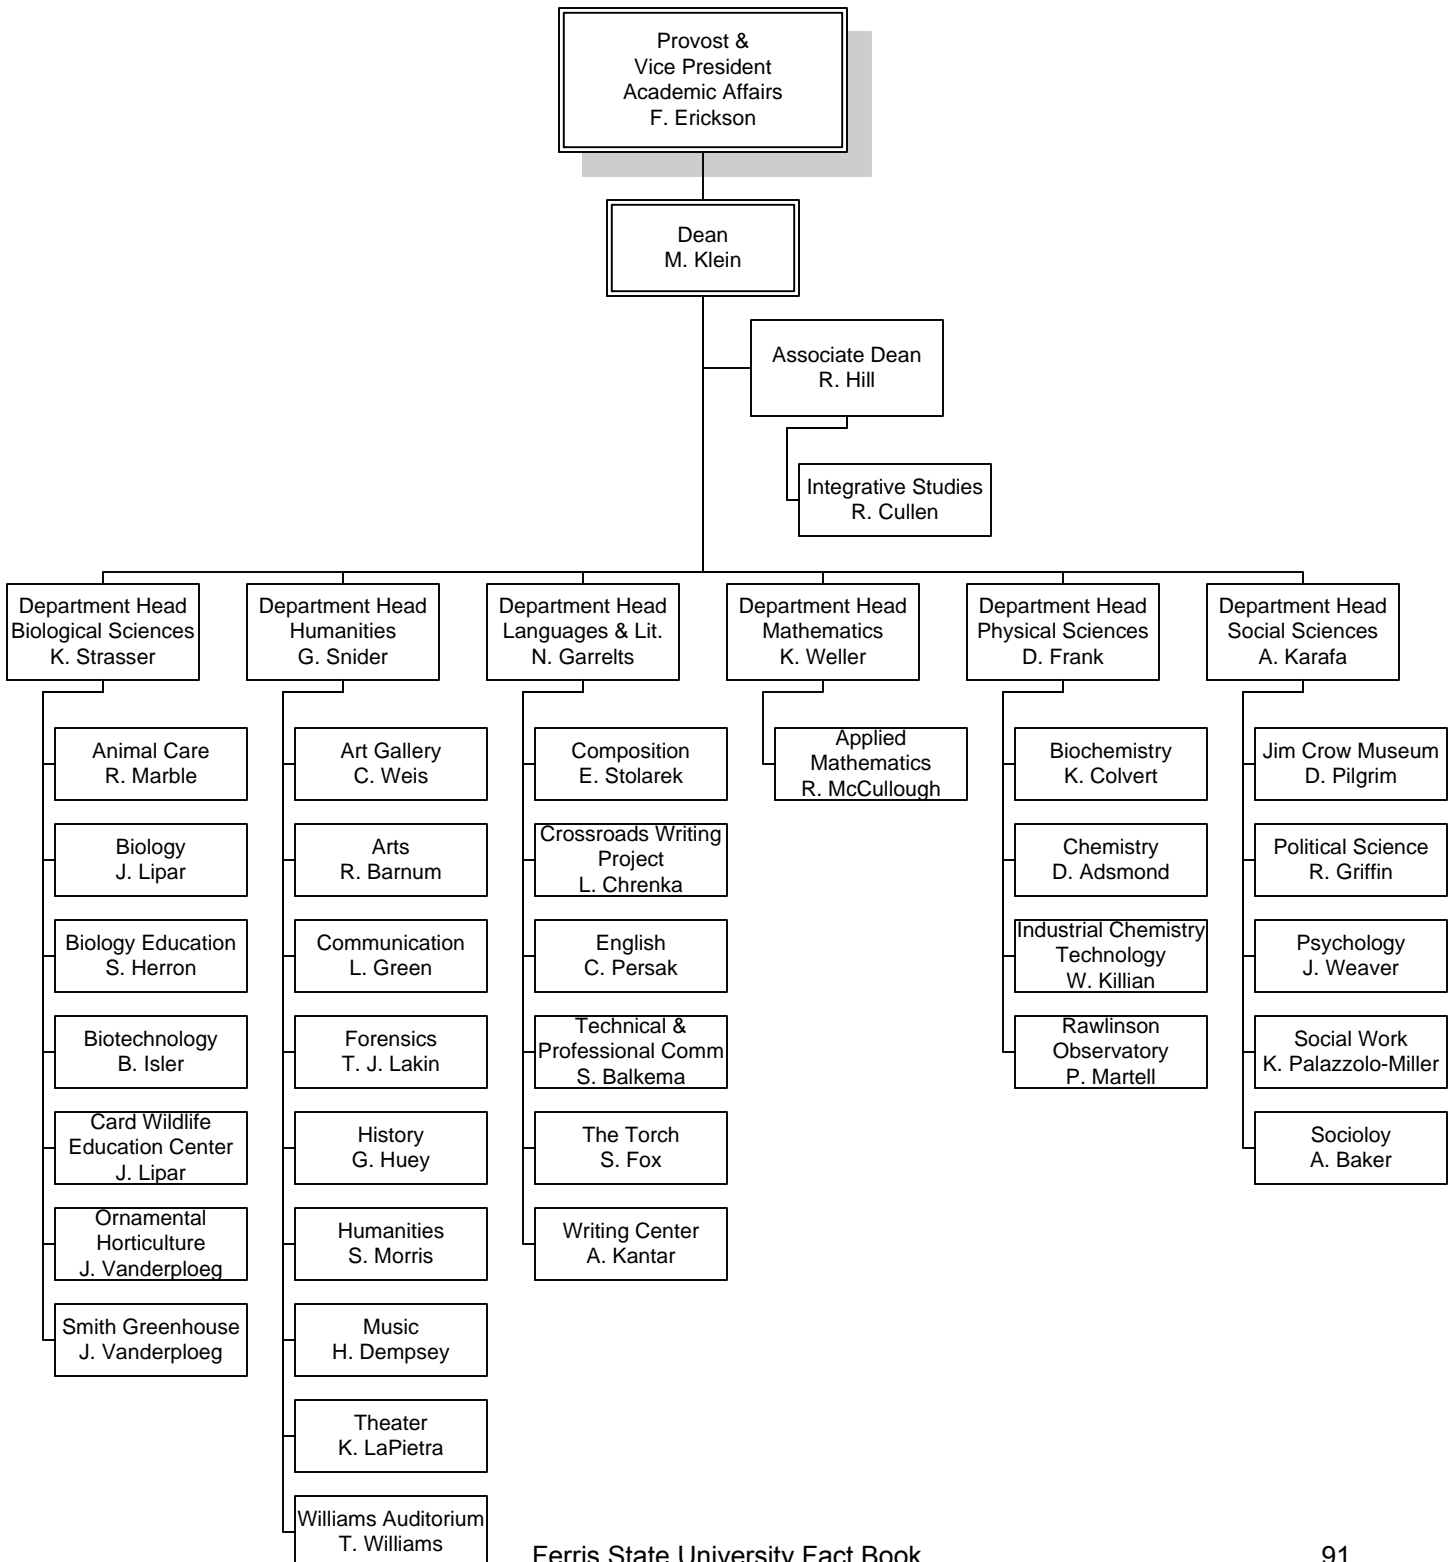 Provost &
Vice President
Academic Affairs
F. Erickson
Dean
M. Klein
Associate Dean
R. Hill
Integrative Studies
R. Cullen
Department Head
Biological Sciences
K. Strasser
Department Head
Humanities
G. Snider
Department Head
Languages & Lit.
N. Garrelts
Department Head
Mathematics
K. Weller
Department Head
Physical Sciences
D. Frank
Department Head
Social Sciences
A. Karafa
Animal Care
R. Marble
Biology
J. Lipar
Biology Education
S. Herron
Biotechnology
B. Isler
Card Wildlife
Education Center
J. Lipar
Ornamental
Horticulture
J. Vanderploeg
Smith Greenhouse
J. Vanderploeg
Art Gallery
C. Weis
Arts
R. Barnum
Communication
L. Green
Forensics
T. J. Lakin
History
G. Huey
Humanities
S. Morris
Music
H. Dempsey
Theater
K. LaPietra
Williams Auditorium
T. Williams
Composition
E. Stolarek
Crossroads Writing
Project
L. Chrenka
English
C. Persak
Technical &
Professional Comm
S. Balkema
The Torch
S. Fox
Writing Center
A. Kantar
Applied
Mathematics
R. McCullough
Biochemistry
K. Colvert
Chemistry
D. Adsmond
Industrial Chemistry
Technology
W. Killian
Rawlinson
Observatory
P. Martell
Jim Crow Museum
D. Pilgrim
Political Science
R. Griffin
Psychology
J. Weaver
Social Work
K. Palazzolo-Miller
Socioloy
A. Baker
Ferris State University Fact Book
91